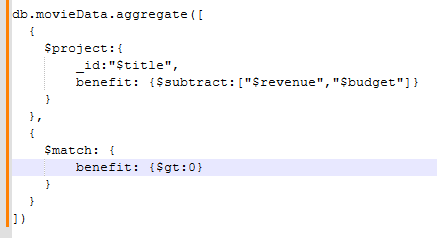 db.movieData.aggregate([
  {
    $project:{
        _id:"$title",
        benefit: {$subtract:["$revenue","$budget"]}
    }
  },
  {
    $match: {
        benefit: {$gt:0}
    }
  }
])